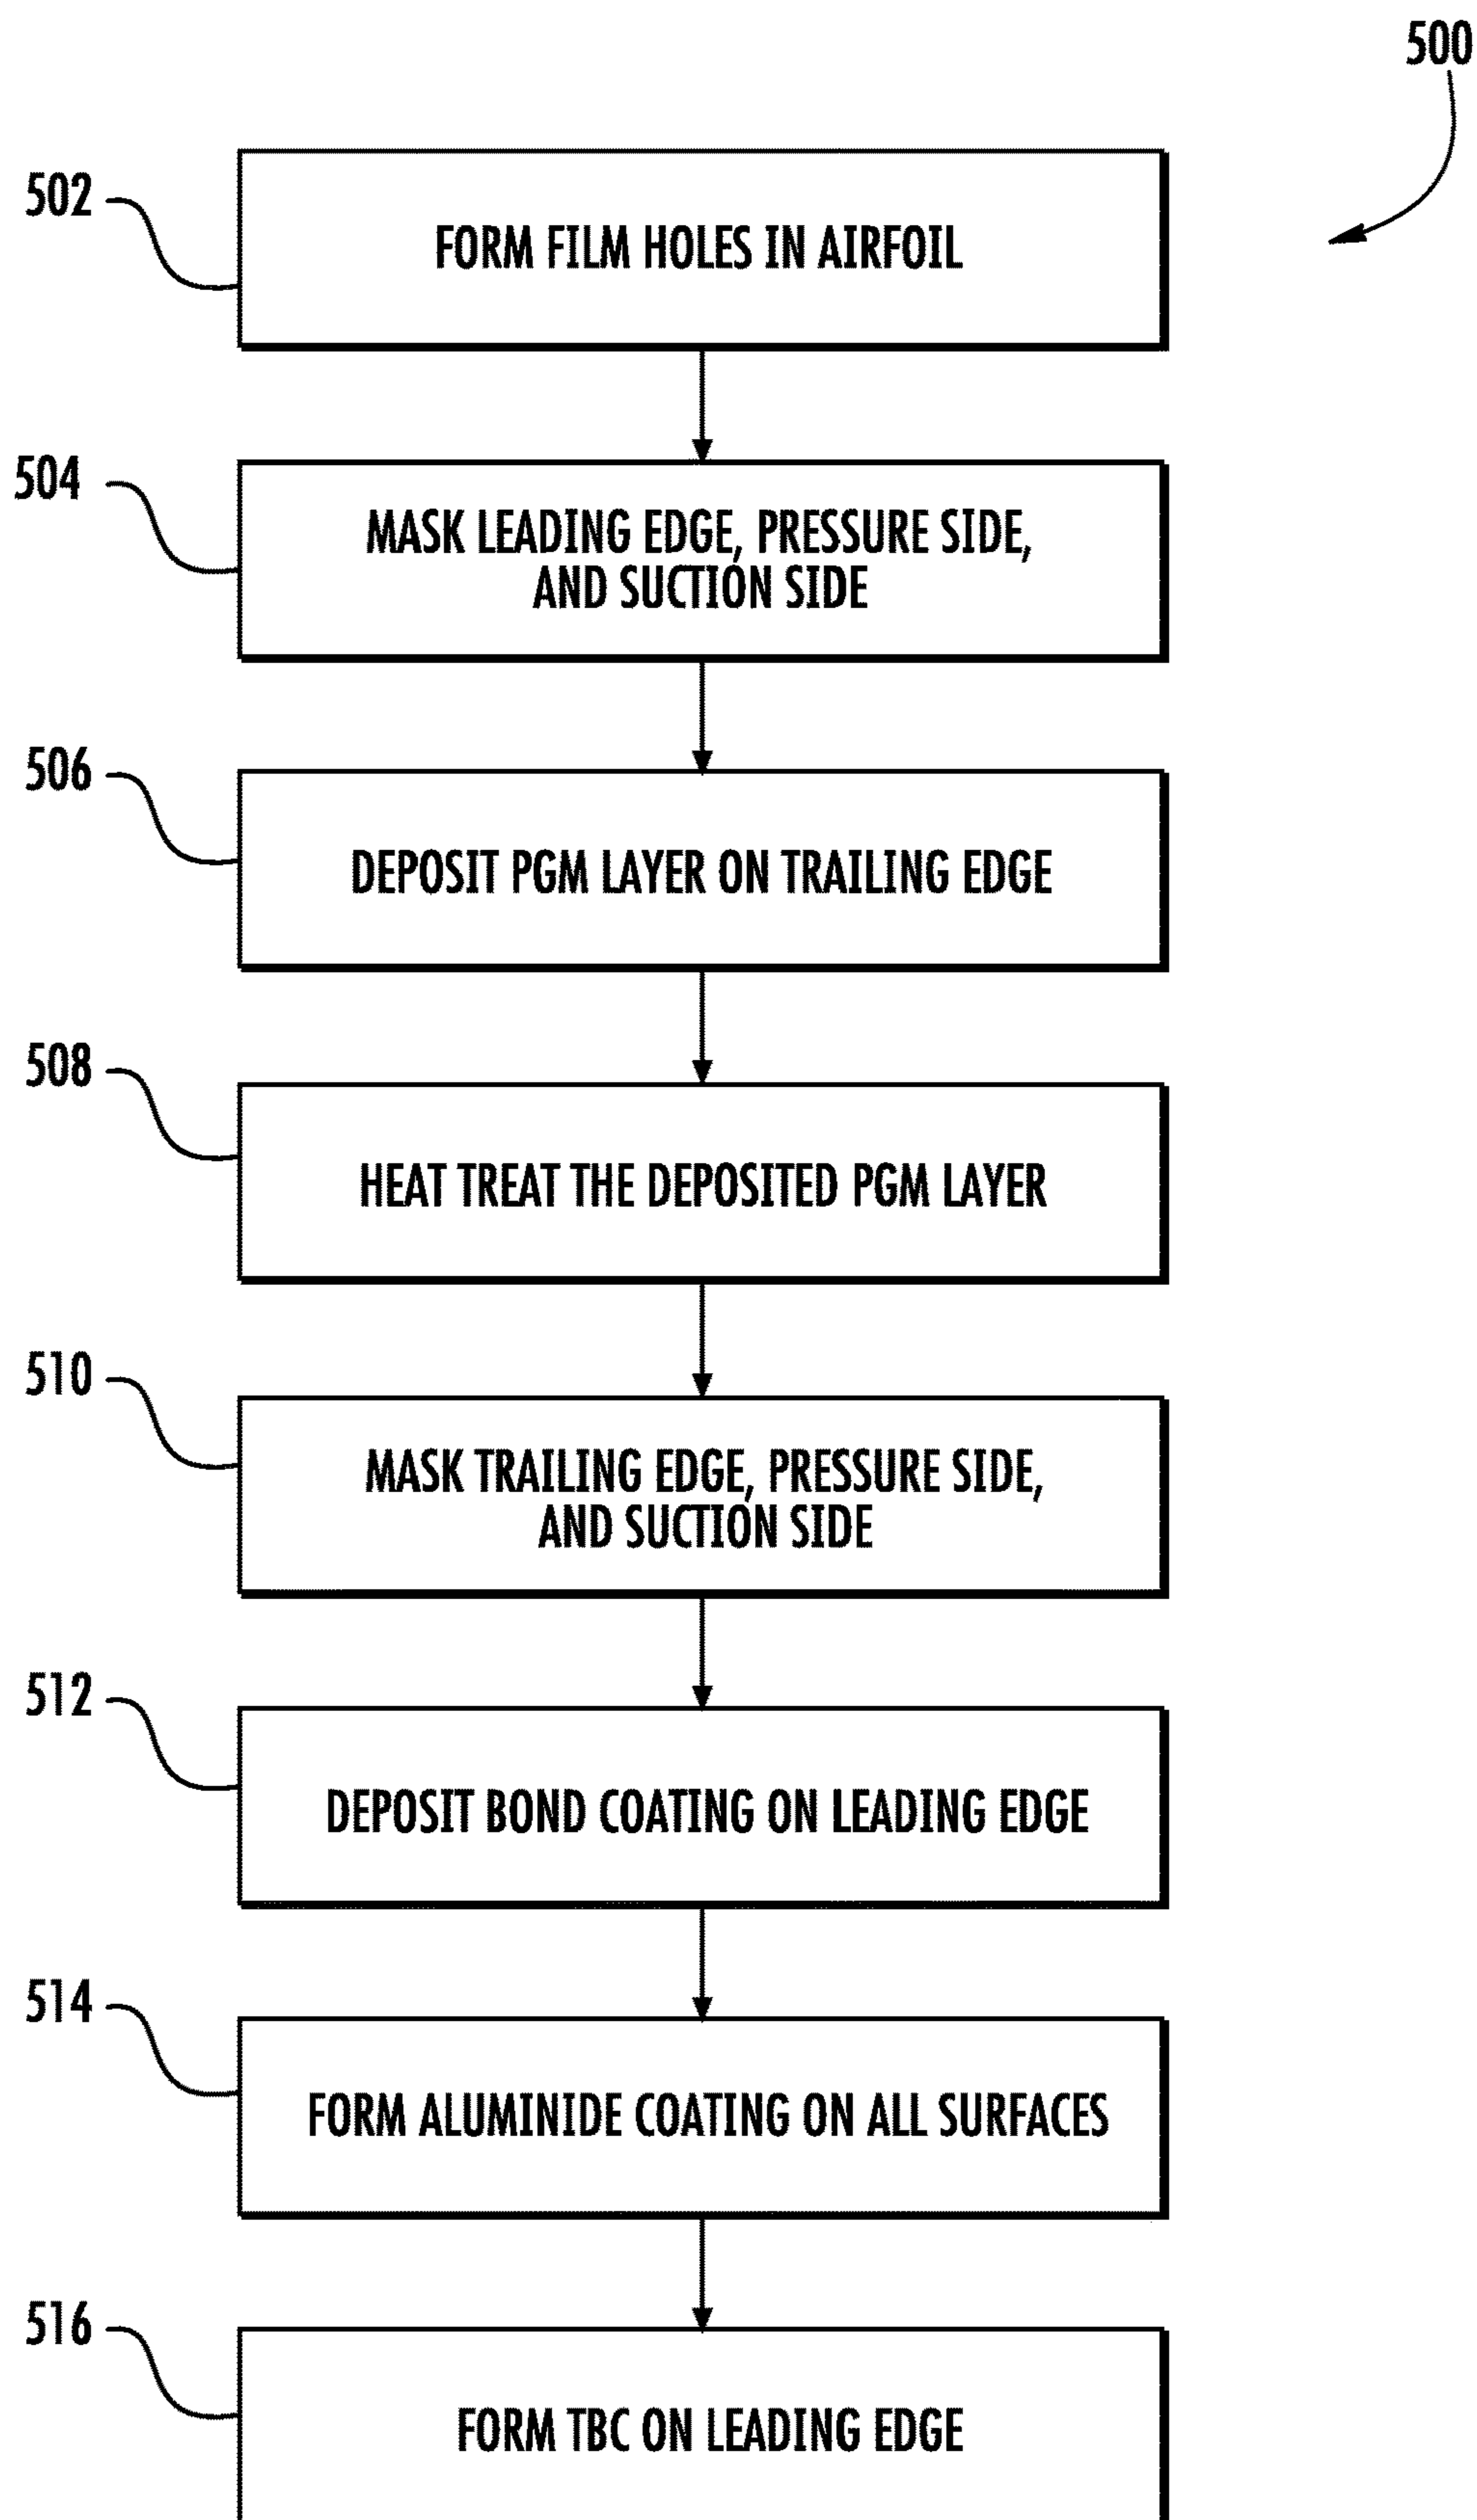 500
502
FORM FILM HOLES IN AIRFOIL
504
MASK LEADING EDGE, PRESSURE SIDE,
AND SUCTION SIDE
506
DEPOSIT PGM LAYER ON TRAILING EDGE
508
HEAT TREAT THE DEPOSITED PGM LAYER
510
MASK TRAILING EDGE, PRESSURE SIDE,
AND SUCTION SIDE
512
DEPOSIT BOND COATING ON LEADING EDGE
514
FORM ALUMINIDE COATING ON ALL SURFACES
516
FORM TBC ON LEADING EDGE